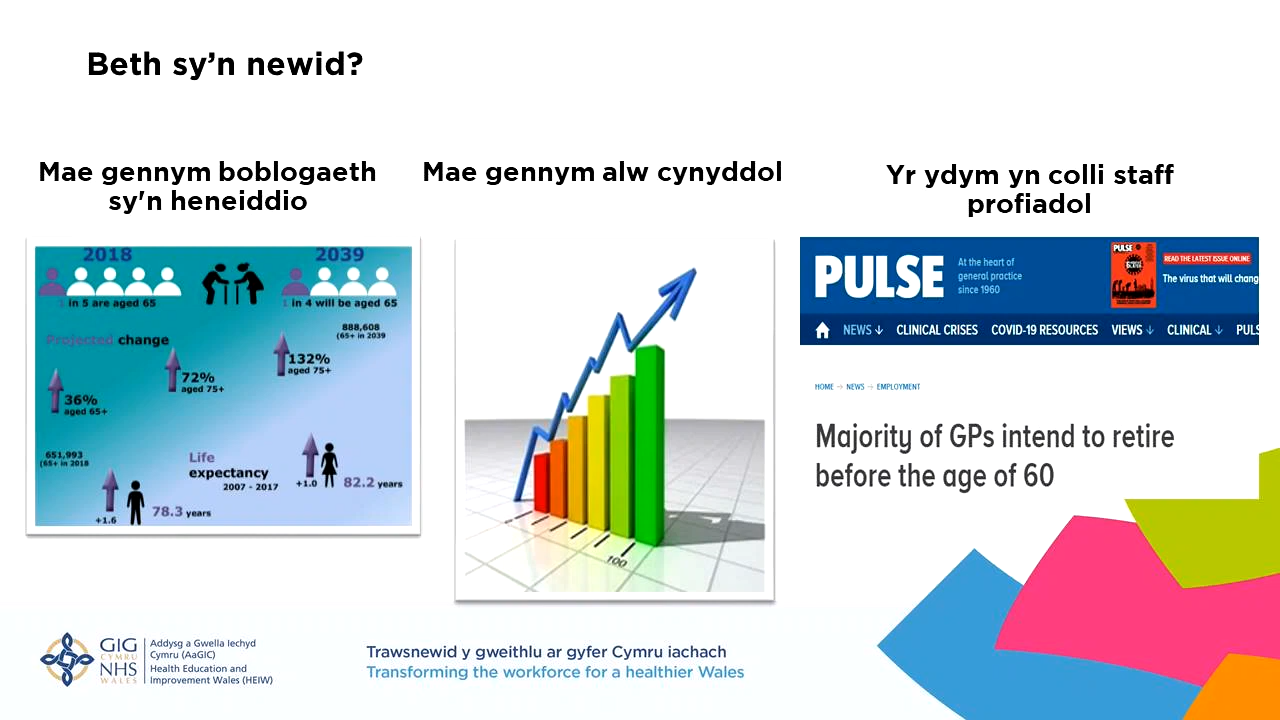 Beth sy’n newid?
Mae gennym boblogaeth
sy'n heneiddio
2018
2039
1 in 5 are aged 65
1 in 4 will be aged 65
Projected change
888,608
(65+ in 2039
132%
aged 75+
72%
aged 75+
36%
aged 65+
651,993
(65+ in 2018
Life
expectancy
2007 - 2017
+1.0
82.2 years
+1.6
78.3 years
Mae gennym alw cynyddol
100
Yr ydym yn colli staff
profiadol
PULSE
At the heart of
general practice
since 1960
PULSE
READ THE LATEST ISSUE ONLINE
The virus that will chang
NEWS CLINICAL CRISES COVID-19 RESOURCES VIEWS CLINICAL PULS
HOME → NEWS → EMPLOYMENT
Majority of GPs intend to retire
before the age of 60
GIG
CYMRU
NHS
WALES
Addysg a Gwella Iechyd
Cymru (AaGIC)
Health Education and
Improvement Wales (HEIW)
Trawsnewid y gweithlu ar gyfer Cymru iachach
Transforming the workforce for a healthier Wales